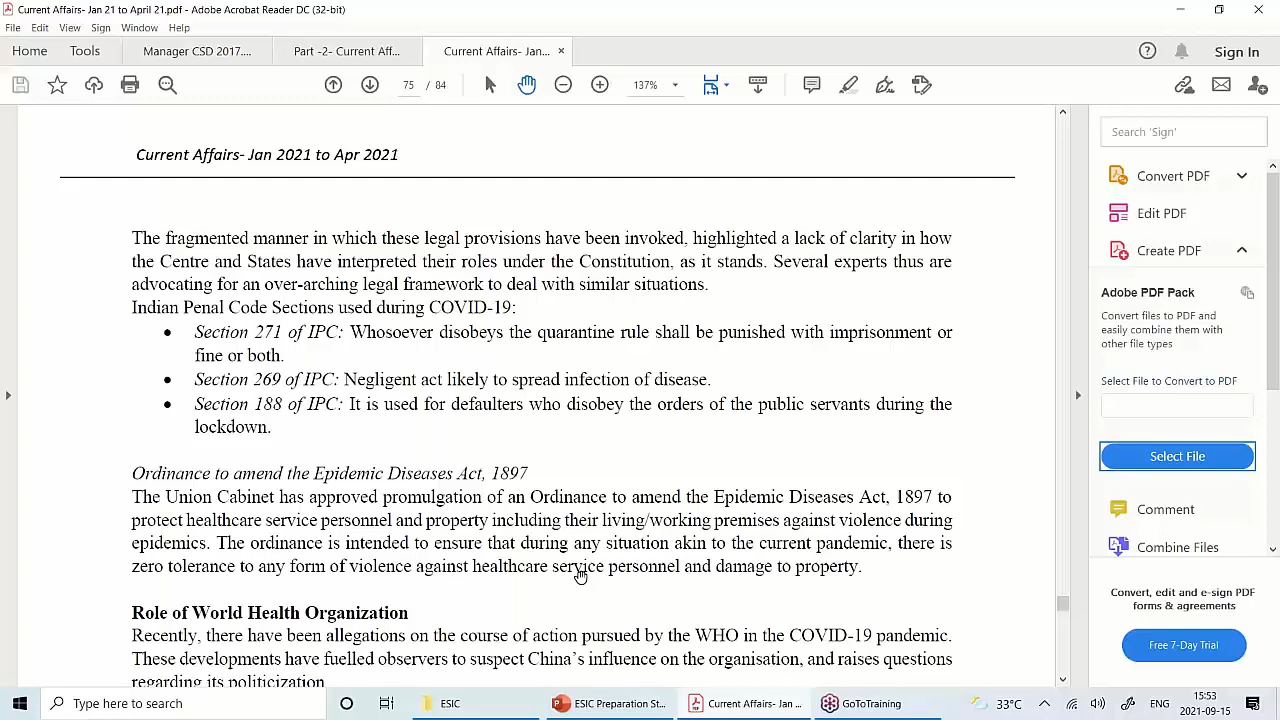 Current Affairs- Jan 21 to April 21.pdf - Adobe Acrobat Reader DC (32-bit)
File Edit View Sign Window Help
Home Tools Manager CSD 2017.... Part -2- Current Aff... Current Affairs- Jan... × Sign In
75 / 84 137%
Current Affairs- Jan 2021 to Apr 2021
The fragmented manner in which these legal provisions have been invoked, highlighted a lack of clarity in how
the Centre and States have interpreted their roles under the Constitution, as it stands. Several experts thus are
advocating for an over-arching legal framework to deal with similar situations.
Indian Penal Code Sections used during COVID-19:
• Section 271 of IPC: Whosoever disobeys the quarantine rule shall be punished with imprisonment or
fine or both.
• Section 269 of IPC: Negligent act likely to spread infection of disease.
• Section 188 of IPC: It is used for defaulters who disobey the orders of the public servants during the
lockdown.
Ordinance to amend the Epidemic Diseases Act, 1897
The Union Cabinet has approved promulgation of an Ordinance to amend the Epidemic Diseases Act, 1897 to
protect healthcare service personnel and property including their living/working premises against violence during
epidemics. The ordinance is intended to ensure that during any situation akin to the current pandemic, there is
zero tolerance to any form of violence against healthcare service personnel and damage to property.
Role of World Health Organization
Recently, there have been allegations on the course of action pursued by the WHO in the COVID-19 pandemic.
These developments have fuelled observers to suspect China's influence on the organisation, and raises questions
regarding its politicization
Search 'Sign'
Convert PDF
Edit PDF
Create PDF
Adobe PDF Pack
Convert files to PDF and
easily combine them with
other file types
Select File to Convert to PDF
Select File
Comment
Combine Files
Convert, edit and e-sign PDF
forms & agreements
Free 7-Day Trial
Type here to search
ESIC
ESIC Preparation St...
Current Affairs- Jan ...
GoToTraining
33°C
ENG
15:53
2021-09-15